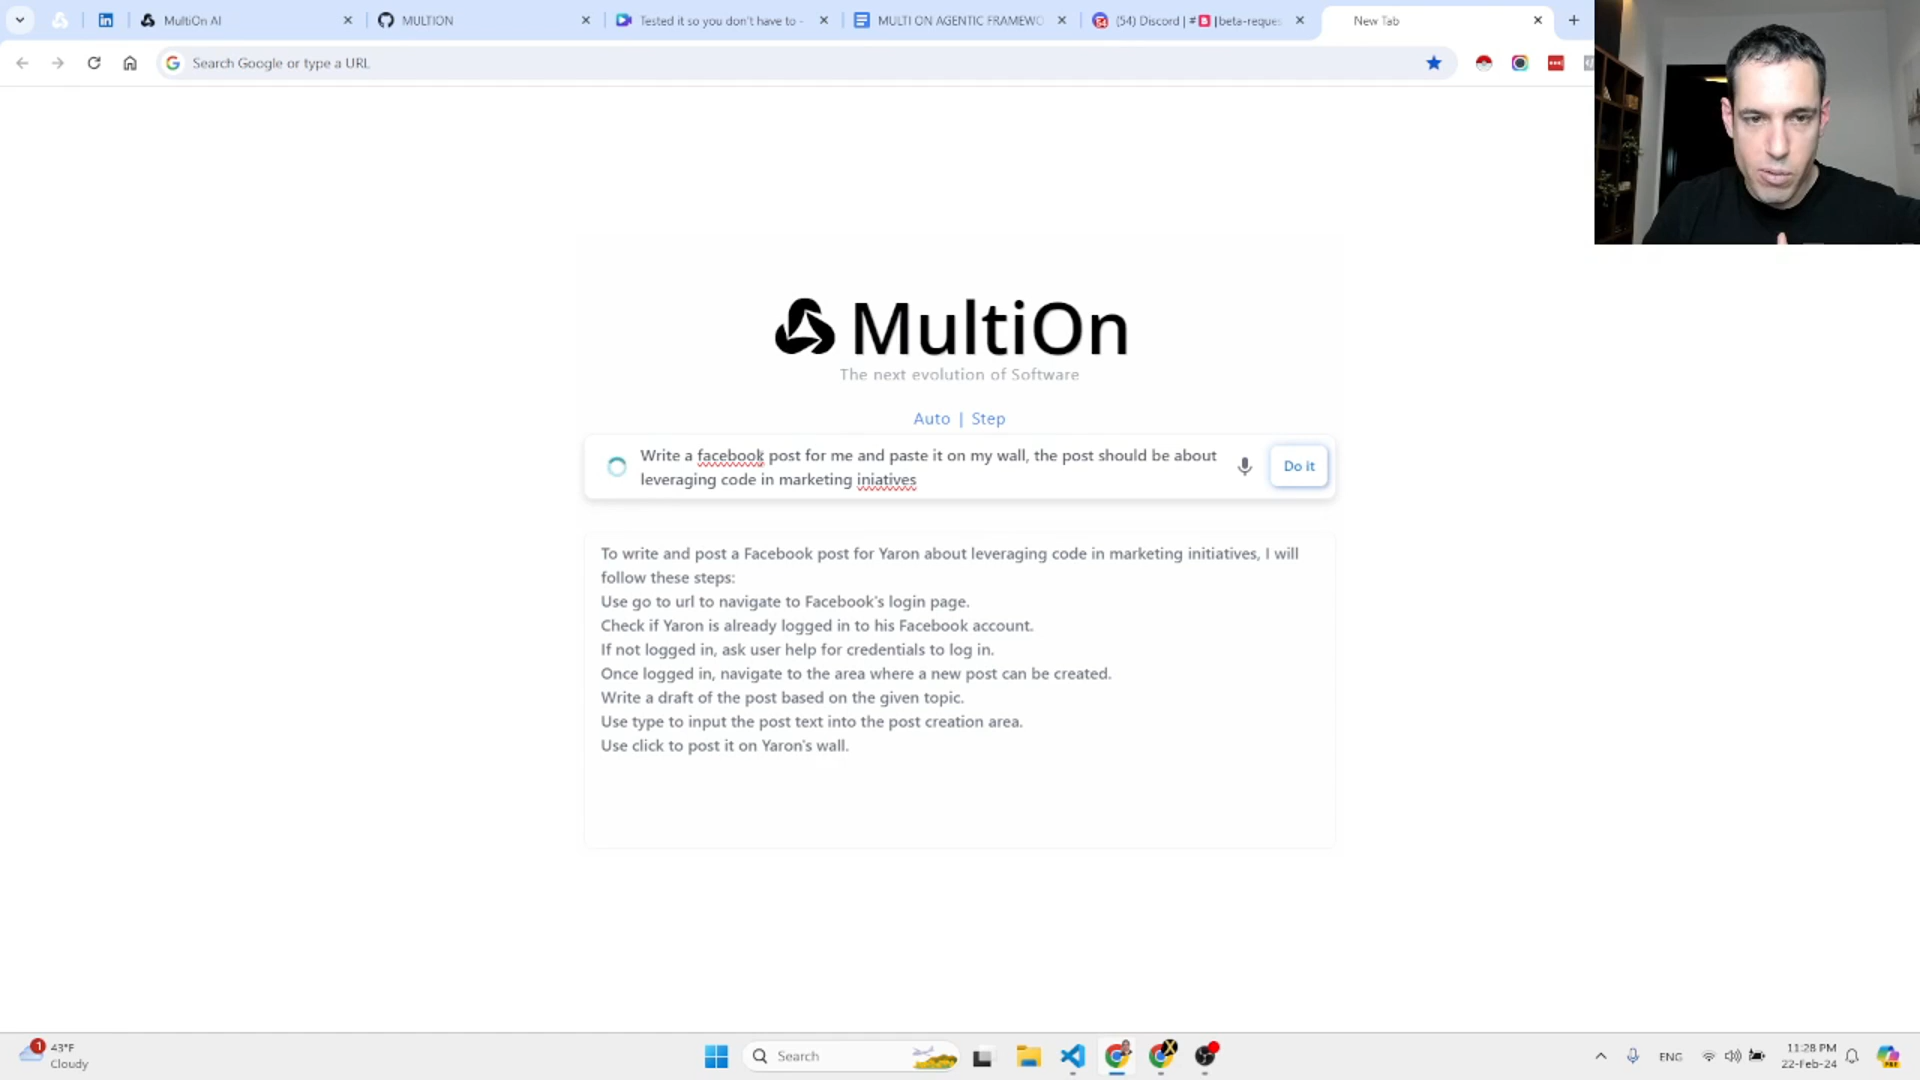 MultiOn AI
MULTION
Tested it so you don't have to -
MULTI ON AGENTIC FRAMEWO
(54) Discord | # B |beta-reques
New Tab
Search Google or type a URL
MultiOn
The next evolution of Software
Auto | Step
Write a facebook post for me and paste it on my wall, the post should be about
leveraging code in marketing iniatives
Do it
To write and post a Facebook post for Yaron about leveraging code in marketing initiatives, I will
follow these steps:
Use go to url to navigate to Facebook's login page.
Check if Yaron is already logged in to his Facebook account.
If not logged in, ask user help for credentials to log in.
Once logged in, navigate to the area where a new post can be created.
Write a draft of the post based on the given topic.
Use type to input the post text into the post creation area.
Use click to post it on Yaron's wall.
1
43°F
Cloudy
Search
ENG
11:28 PM
22-Feb-24